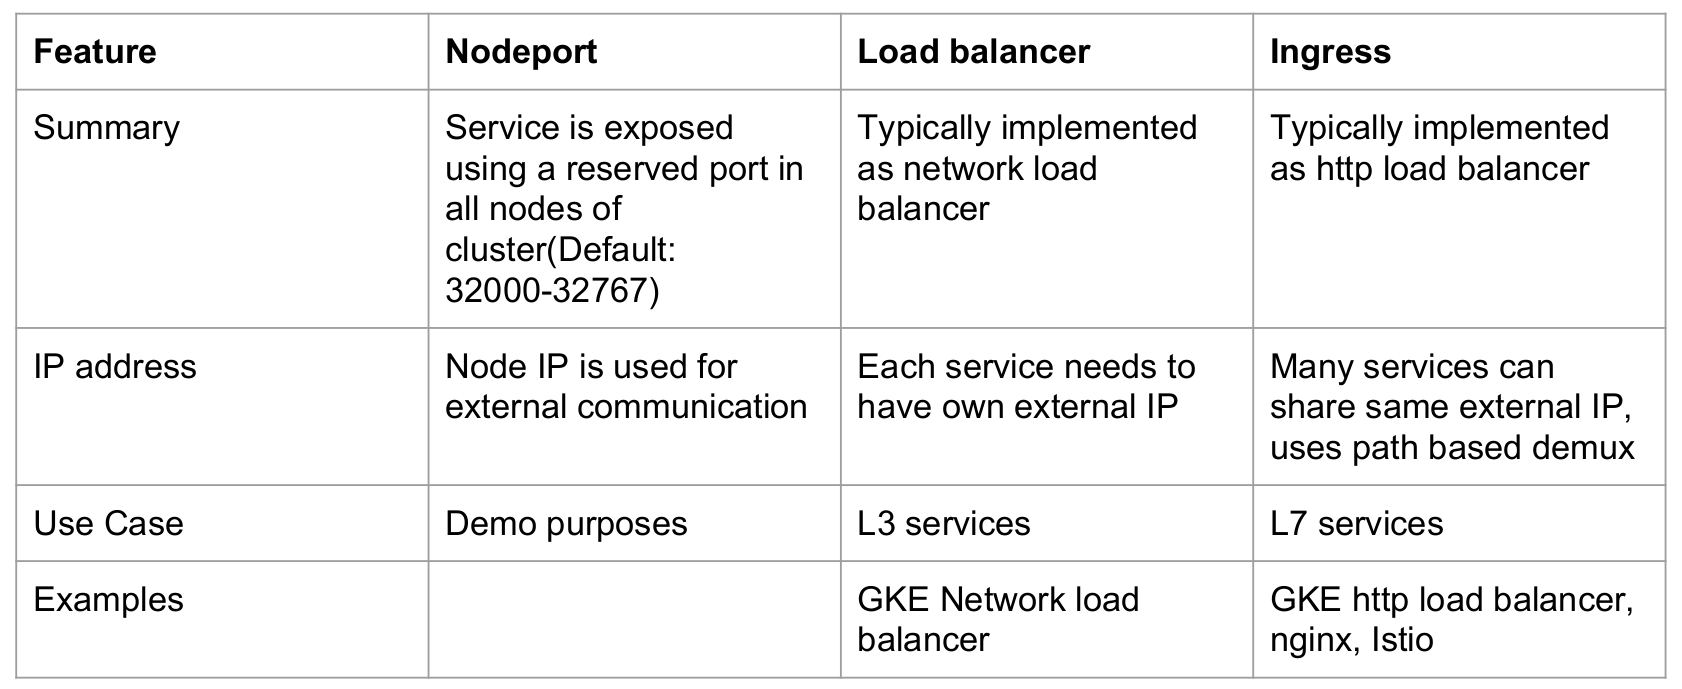 Feature
Nodeport
Load balancer
Ingress
Summary
Service is exposed
using a reserved port in
all nodes of
cluster(Default:
32000-32767)
Typically implemented
as network load
balancer
Typically implemented
as http load balancer
IP address
Node IP is used for
external communication
Each service needs to
have own external IP
Many services can
share same external IP,
uses path based demux
Use Case
Demo purposes
L3 services
L7 services
Examples
GKE Network load
balancer
GKE http load balancer,
nginx, Istio